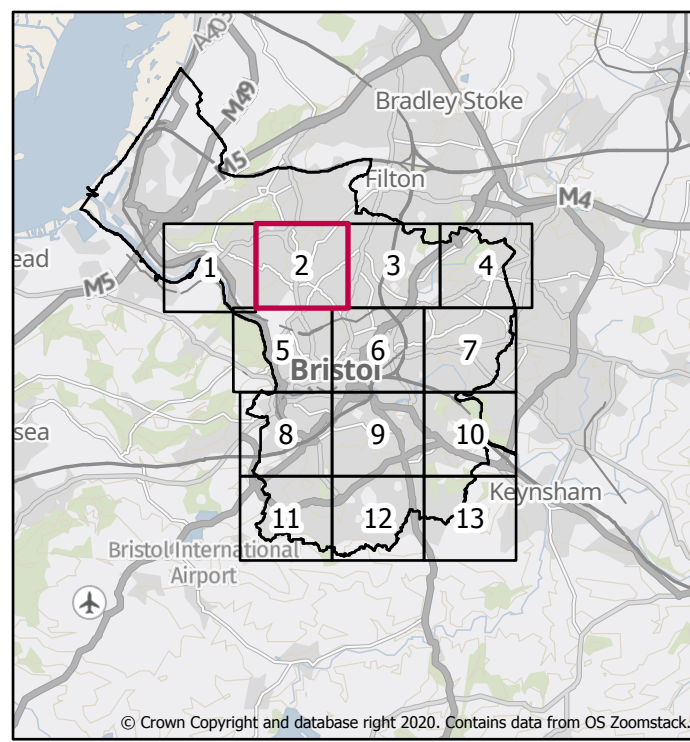 A403
M49
Bradley Stoke
M5
Filton
M4
ead
M5
1
2
3
4
5
6
7
Bristol
sea
8
9
10
Keynsham
11
12
13
Bristol International
Airport
© Crown Copyright and database right 2020. Contains data from OS Zoomstack.